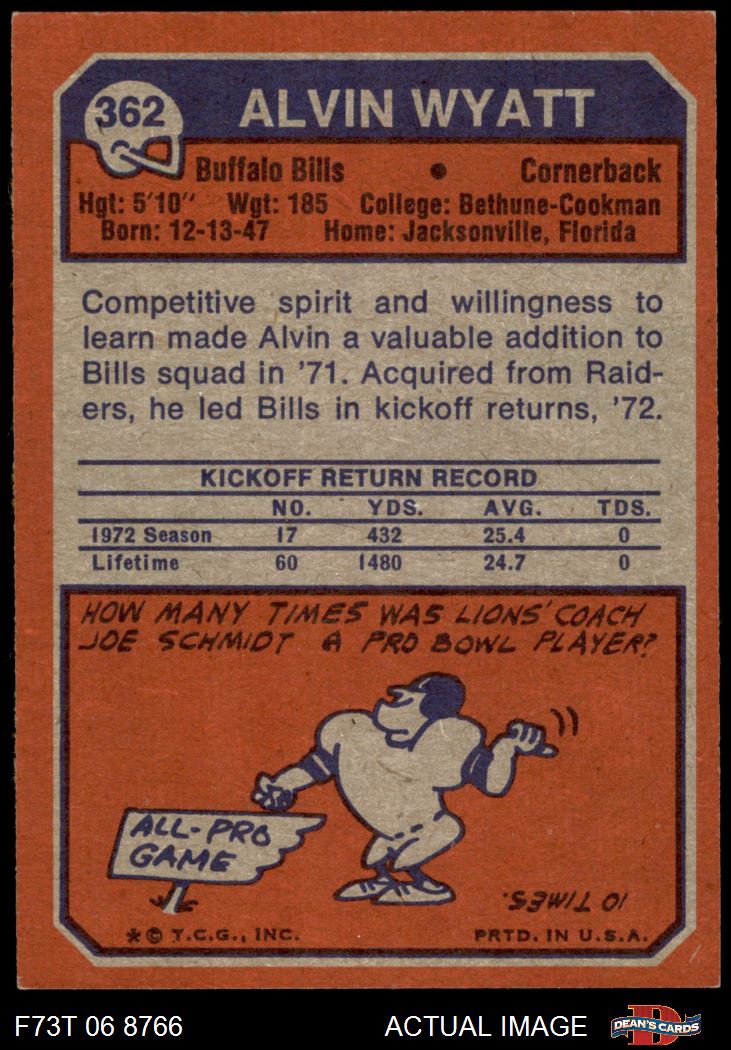 362
ALVIN WYATT
Buffalo Bills • Cornerback
Hgt: 5'10" Wgt: 185 College: Bethune-Cookman
Born: 12-13-47 Home: Jacksonville, Florida
Competitive spirit and willingness to
learn made Alvin a valuable addition to
Bills squad in '71. Acquired from Raid-
ers, he led Bills in kickoff returns, '72.
KICKOFF RETURN RECORD
NO. YDS. AVG. TDS.
1972 Season 17 432 25.4 0
Lifetime 60 1480 24.7 0
HOW MANY TIMES WAS LIONS' COACH
JOE SCHMIDT A PRO BOWL PLAYER?
ALL-PRO
GAME
10 TIMES.
*© T.C.G., INC. PRTD. IN U.S.A.
F73T 06 8766 ACTUAL IMAGE
DEAN'S CARDS